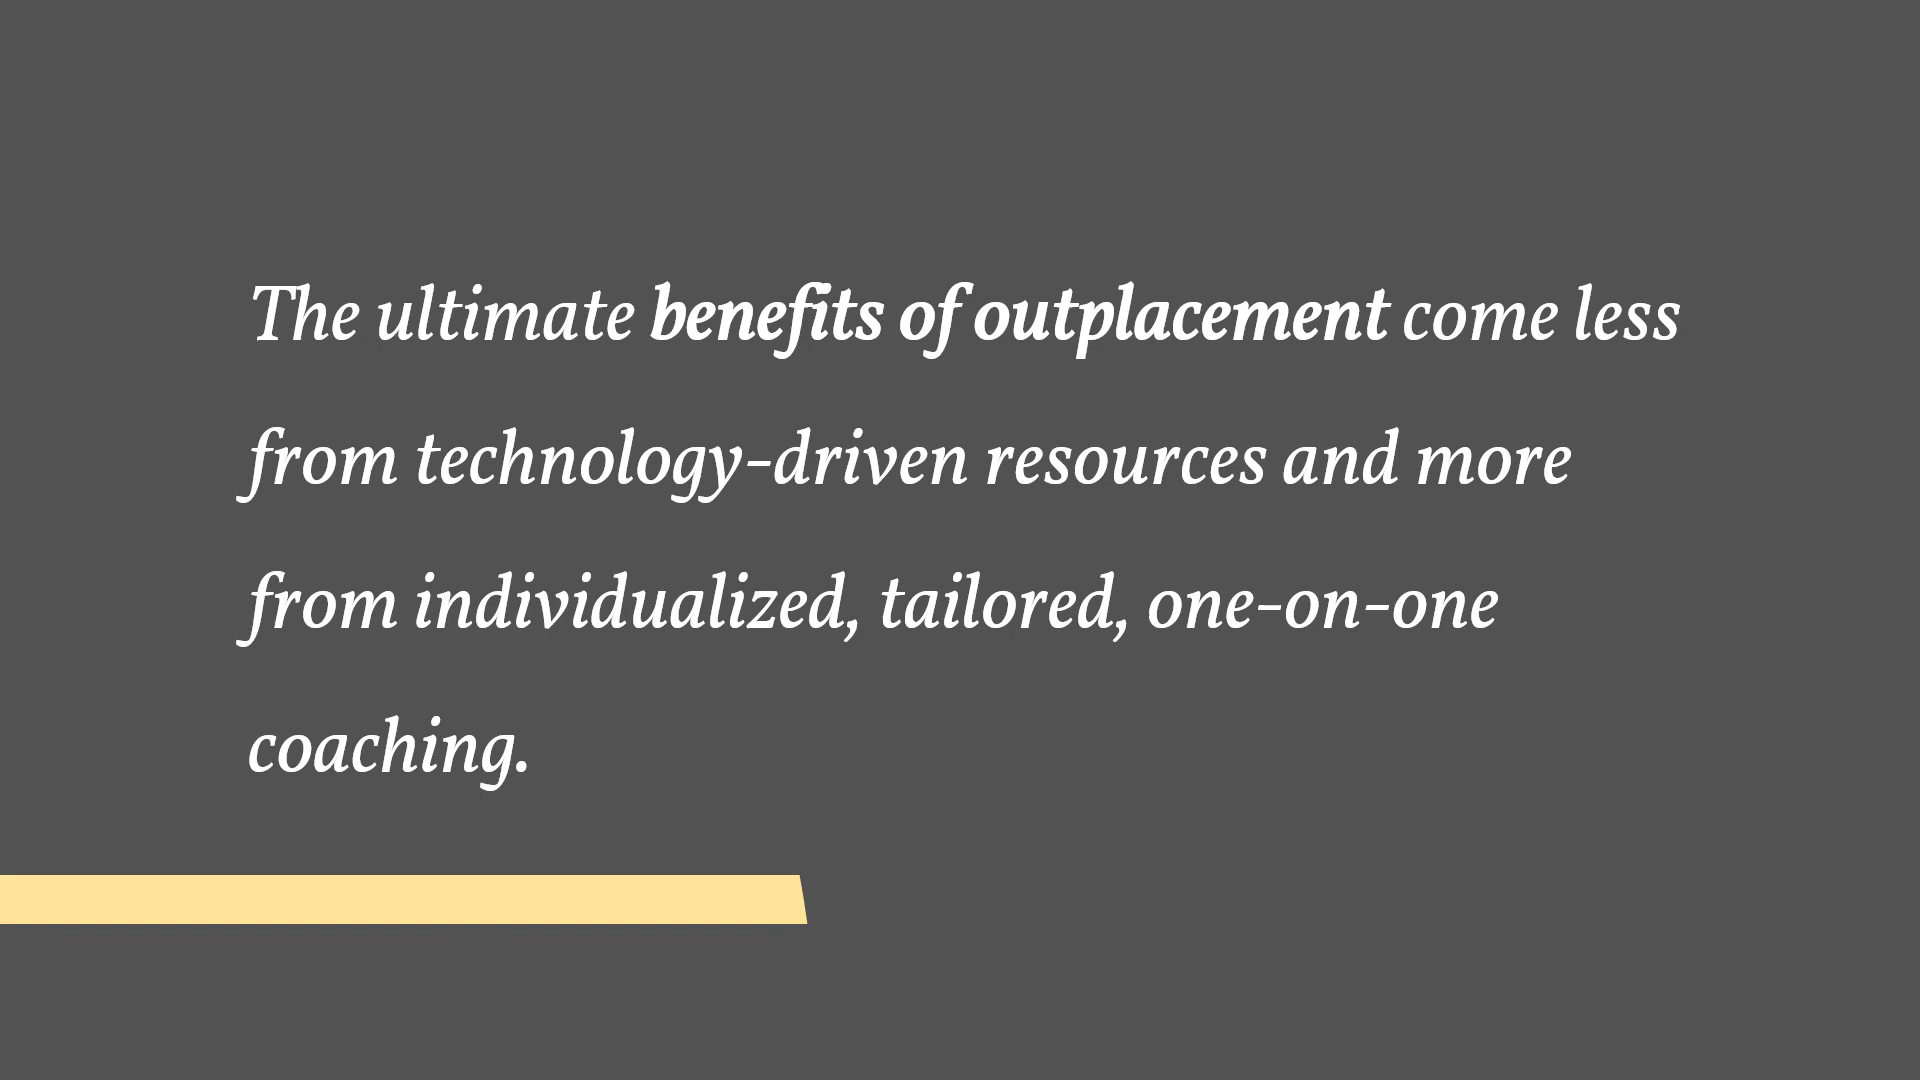 The ultimate benefits of outplacement come less
from technology-driven resources and more
from individualized, tailored, one-on-one
coaching.